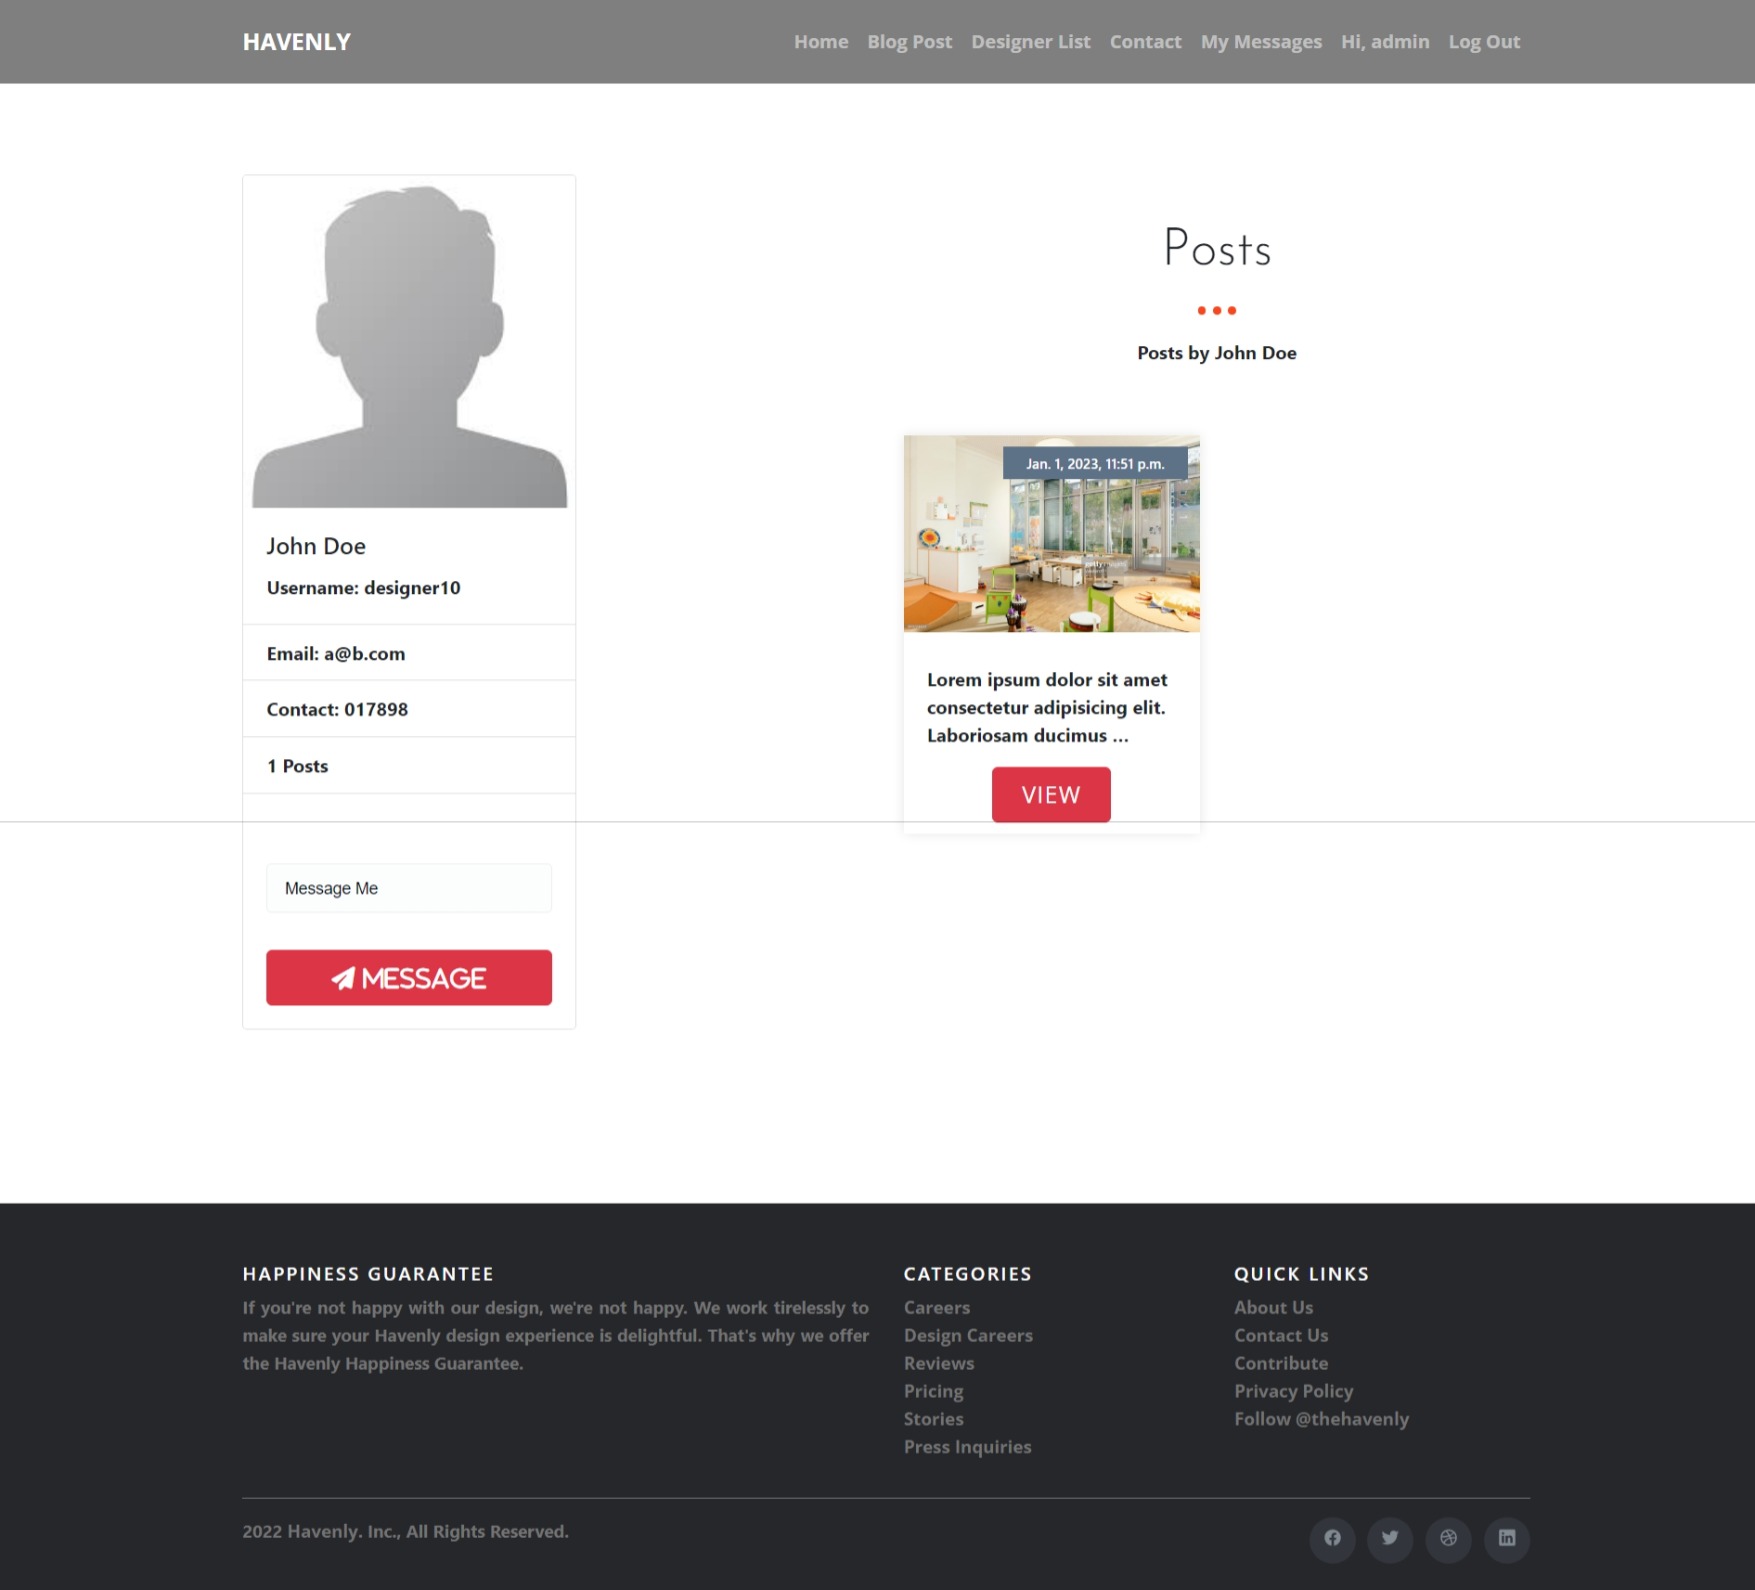 HAVENLY
Home Blog Post Designer List Contact My Messages Hi, admin Log Out
John Doe
Username: designer10
Email: a@b.com
Contact: 017898
1 Posts
Message Me
MESSAGE
Posts
Posts by John Doe
Jan. 1, 2023, 11:51 p.m.
Lorem ipsum dolor sit amet
consectetur adipisicing elit.
Laboriosam ducimus ...
VIEW
HAPPINESS GUARANTEE
If you're not happy with our design, we're not happy. We work tirelessly to
make sure your Havenly design experience is delightful. That's why we offer
the Havenly Happiness Guarantee.
CATEGORIES
Careers
Design Careers
Reviews
Pricing
Stories
Press Inquiries
QUICK LINKS
About Us
Contact Us
Contribute
Privacy Policy
Follow @thehavenly
2022 Havenly. Inc., All Rights Reserved.